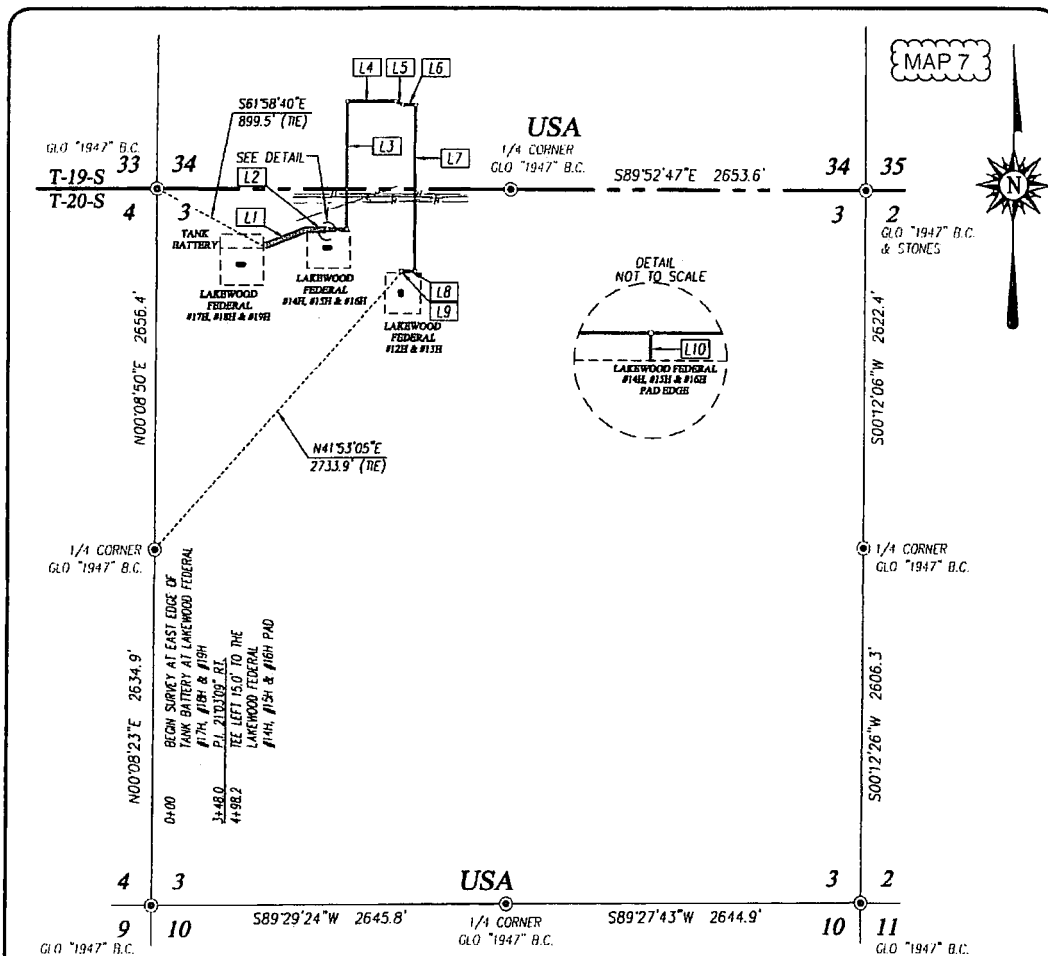 MAP 7
L4
L5
L6
S61°58'40"E
899.5' (TIE)
USA
1/4 CORNER
GLO "1947" B.C.
GLO "1947" B.C.
33
34
SEE DETAIL
L2
L3
L7
34
35
T-19-S
T-20-S
S89°52'47"E 2653.6'
4
3
L1
3
2
GLO "1947" B.C.
& STONES
N
TANK
BATTERY
LAKEWOOD
FEDERAL
#17H, #18H & #19H
LAKEWOOD
FEDERAL
#14H, #15H & #16H
L8
L9
LAKEWOOD
FEDERAL
#12H & #13H
DETAIL
NOT TO SCALE
L10
LAKEWOOD FEDERAL
#14H, #15H & #16H
PAD EDGE
N00°08'50"E 2656.4'
S00°12'06"W 2622.4'
N41°53'05"E
2733.9' (TIE)
1/4 CORNER
GLO "1947" B.C.
1/4 CORNER
GLO "1947" B.C.
N00°08'23"E 2634.9'
0+00 BEGIN SURVEY AT EAST EDGE OF
TANK BATTERY AT LAKEWOOD FEDERAL
#17H, #18H & #19H
3+48.0 P.I. 21°03'09" RT.
4+98.2 TEE LEFT 15.0' TO THE
LAKEWOOD FEDERAL
#14H, #15H & #16H PAD
S00°12'26"W 2606.3'
4
3
USA
3
2
9
10
S89°29'24"W 2645.8'
1/4 CORNER
GLO "1947" B.C.
S89°27'43"W 2644.9'
10
11
GLO "1947" B.C.
GLO "1947" B.C.